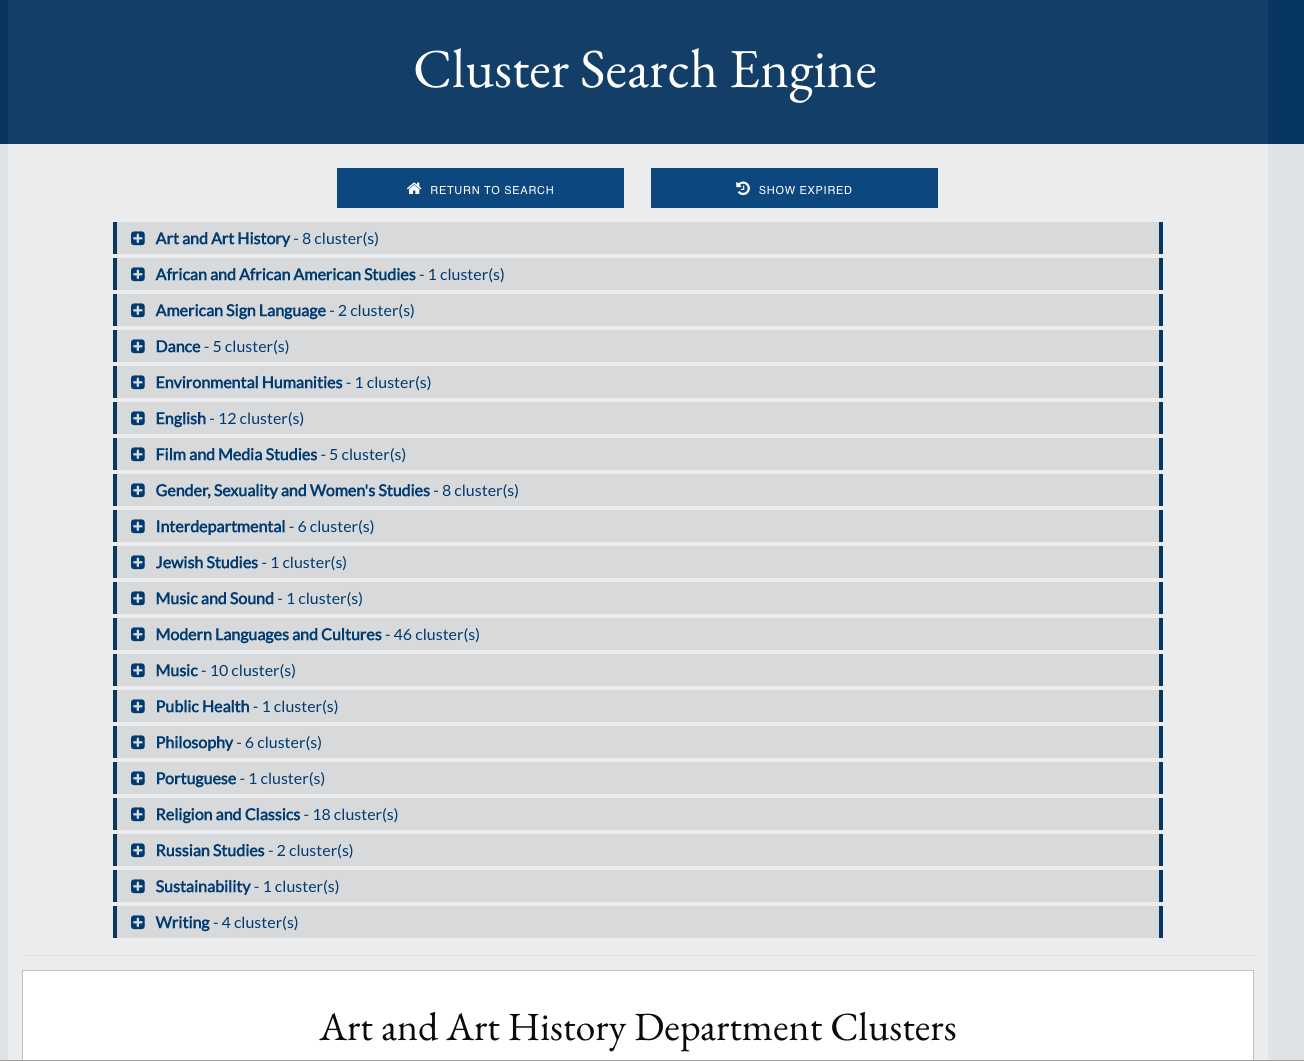 Cluster Search Engine
RETURN TO SEARCH
SHOW EXPIRED
Art and Art History - 8 cluster(s)
African and African American Studies - 1 cluster(s)
American Sign Language - 2 cluster(s)
Dance - 5 cluster(s)
Environmental Humanities - 1 cluster(s)
English - 12 cluster(s)
Film and Media Studies - 5 cluster(s)
Gender, Sexuality and Women's Studies - 8 cluster(s)
Interdepartmental - 6 cluster(s)
Jewish Studies - 1 cluster(s)
Music and Sound - 1 cluster(s)
Modern Languages and Cultures - 46 cluster(s)
Music - 10 cluster(s)
Public Health - 1 cluster(s)
Philosophy - 6 cluster(s)
Portuguese - 1 cluster(s)
Religion and Classics - 18 cluster(s)
Russian Studies - 2 cluster(s)
Sustainability - 1 cluster(s)
Writing - 4 cluster(s)
Art and Art History Department Clusters